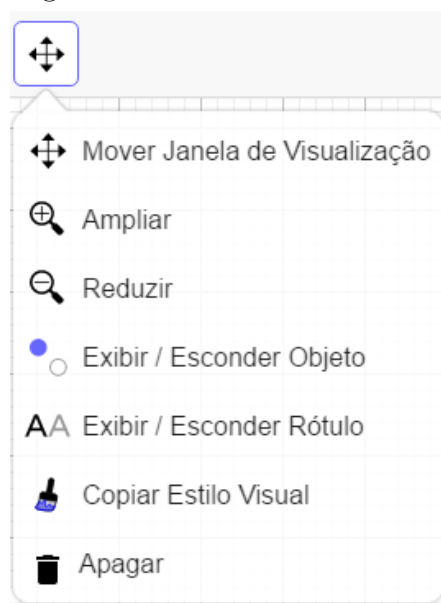 Mover Janela de Visualização
Ampliar
Reduzir
Exibir / Esconder Objeto
AA Exibir / Esconder Rótulo
Copiar Estilo Visual
Apagar